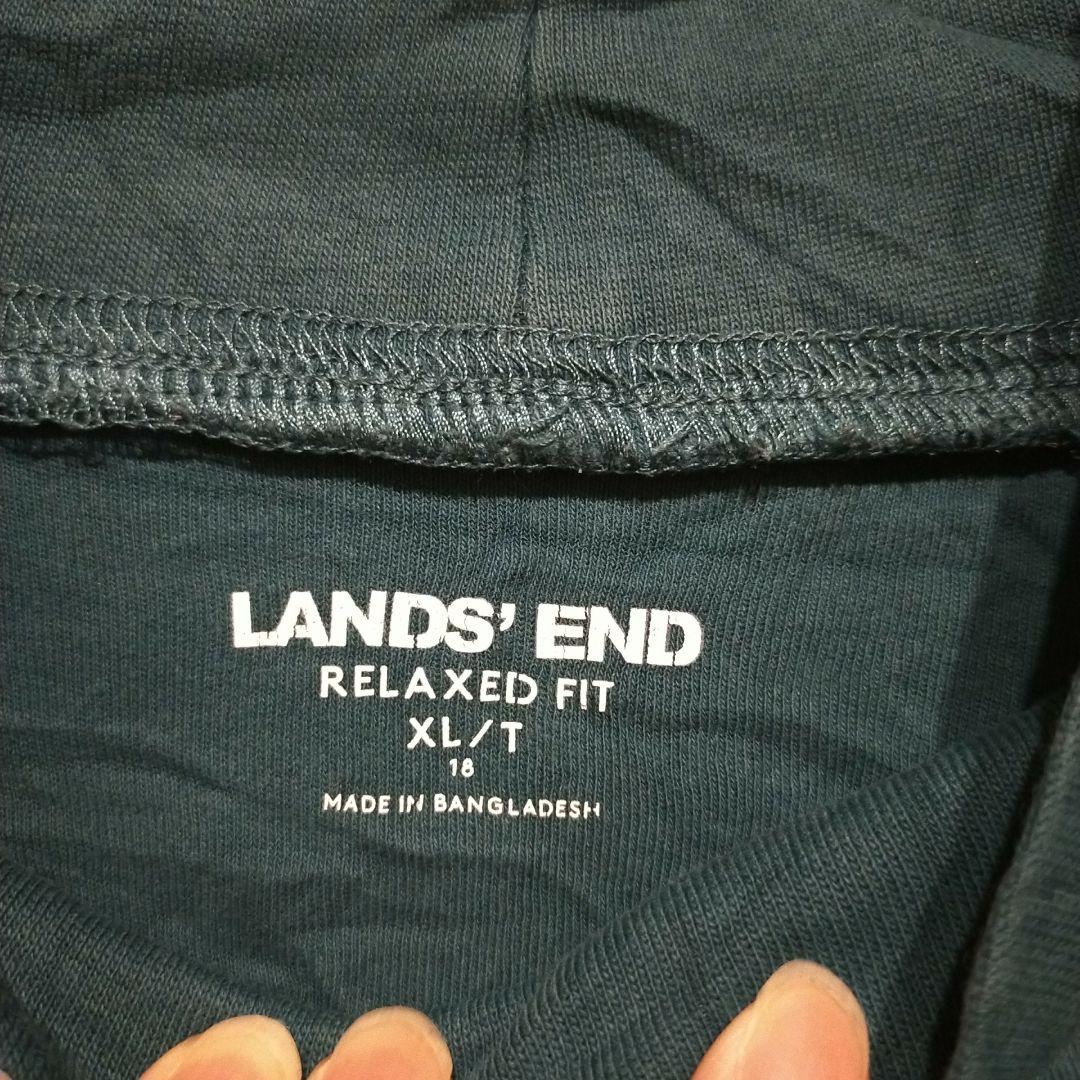 LANDS' END
RELAXED FIT
XL/T
18
MADE IN BANGLADESH